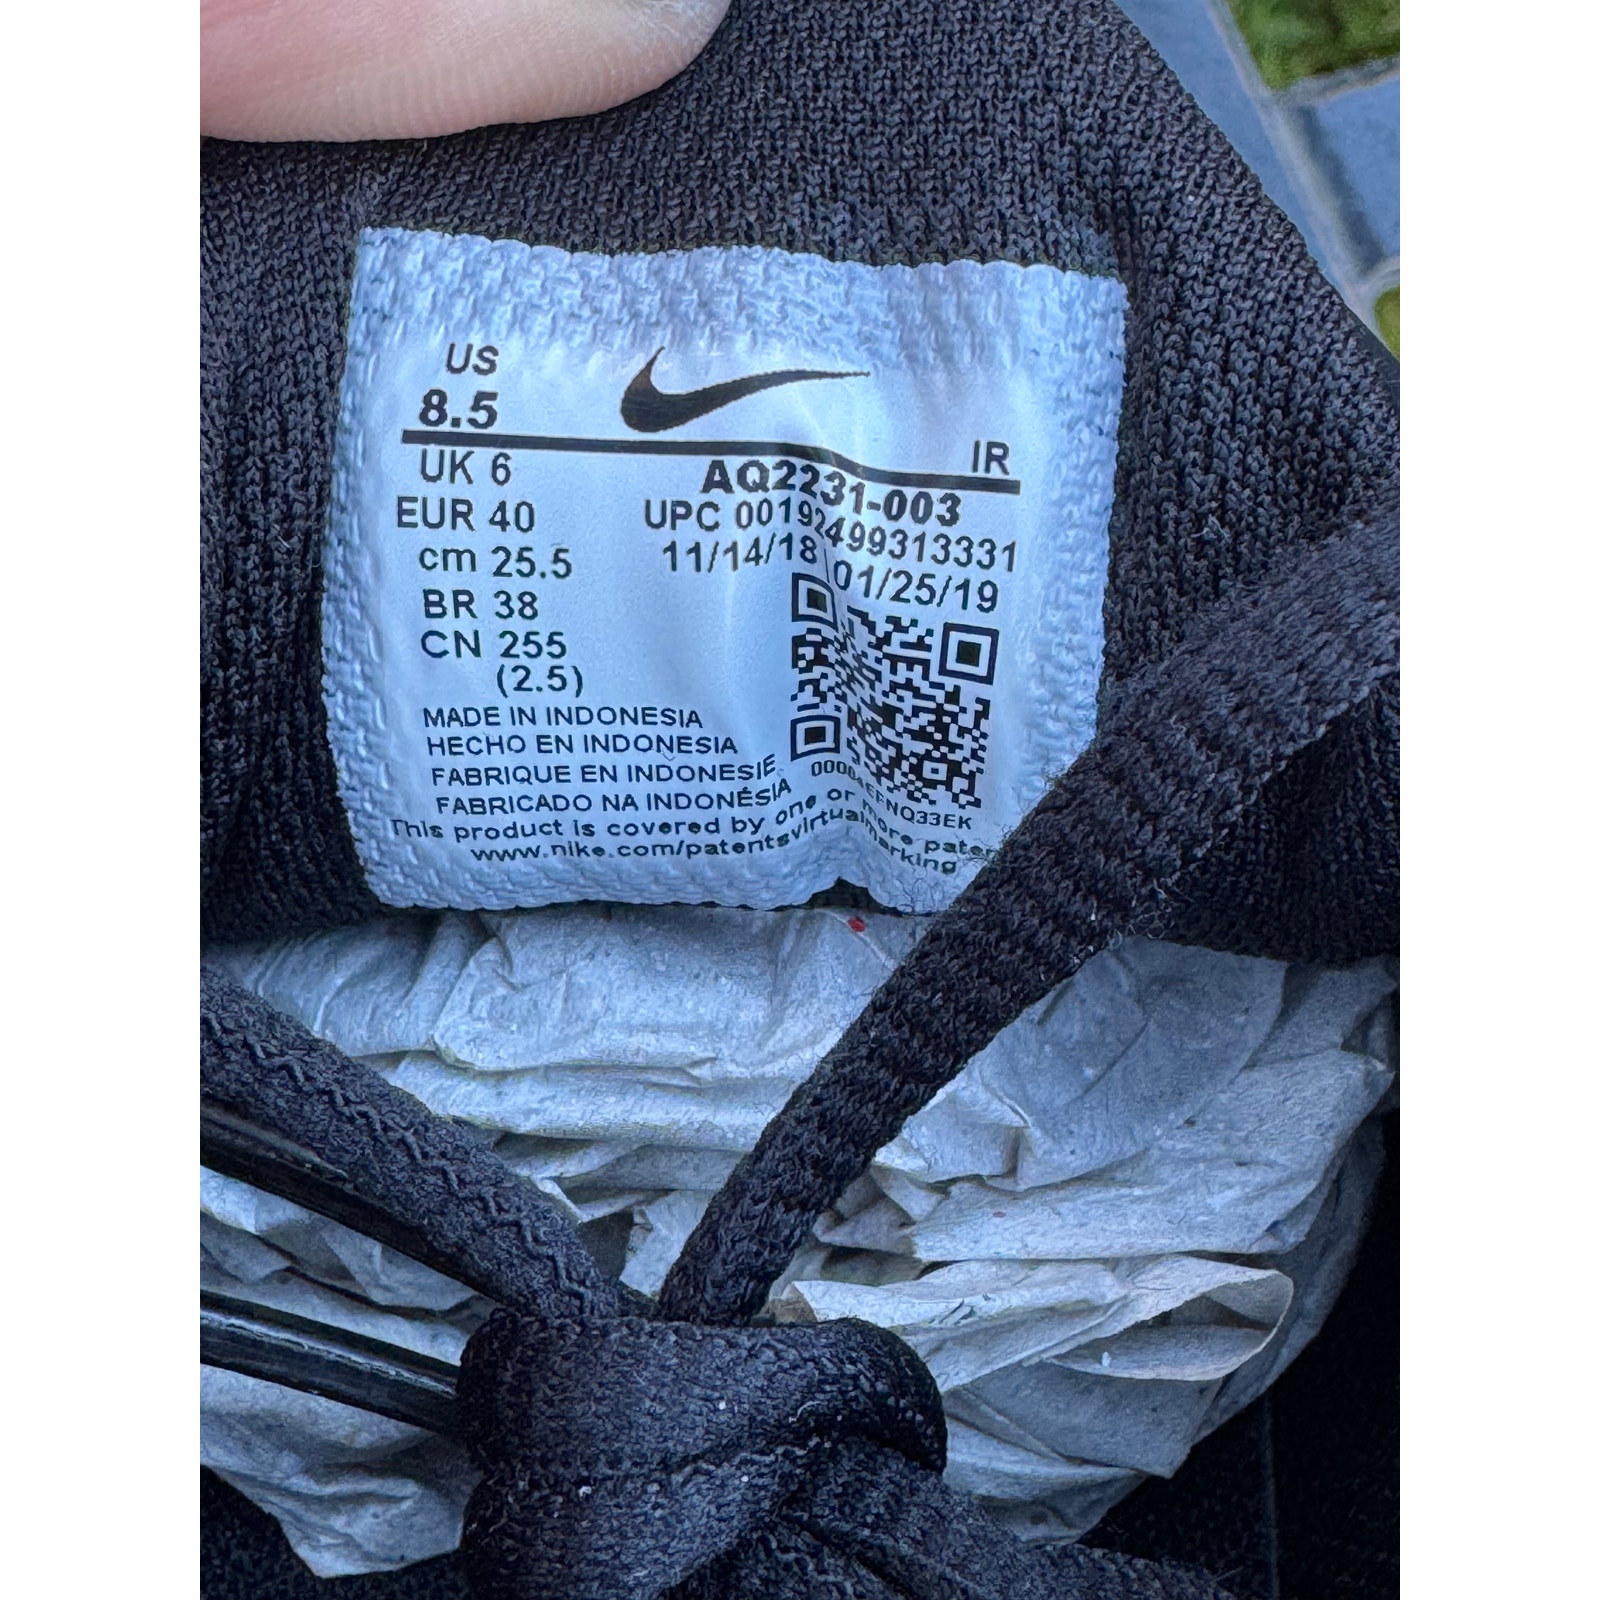 US
8.5
IR
UK 6
EUR 40
cm 25.5
BR 38
CN 255
(2.5)
AQ2231-003
UPC 00192499313331
11/14/18 01/25/19
MADE IN INDONESIA
HECHO EN INDONESIA
FABRIQUE EN INDONESIE
FABRICADO NA INDONÉSIA
This product is covered by one or more
www.nike.com/patentsvirtualmarking